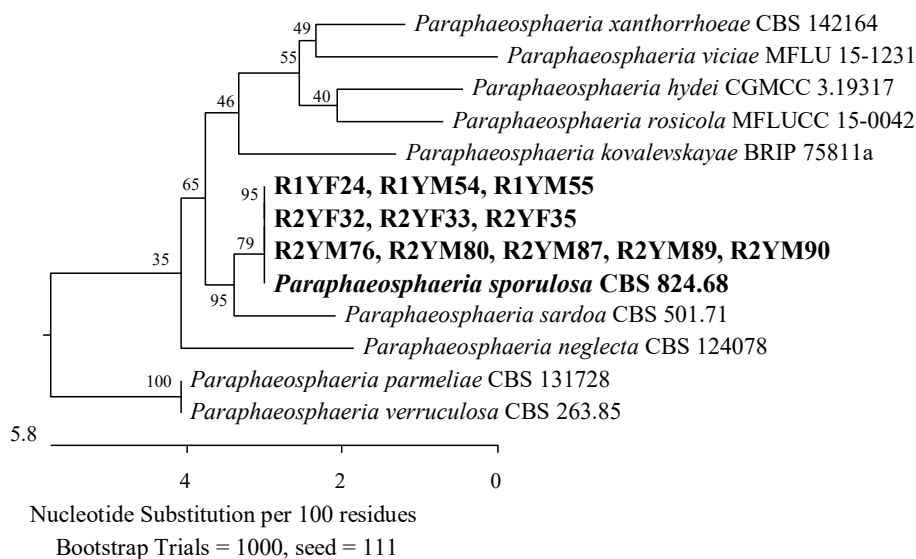 49
Paraphaeosphaeria xanthorrhoeae CBS 142164
55
Paraphaeosphaeria viciae MFLU 15-1231
46
40
Paraphaeosphaeria hydei CGMCC 3.19317
Paraphaeosphaeria rosicola MFLUCC 15-0042
Paraphaeosphaeria kovalevskayae BRIP 75811a
65
95
R1YF24, R1YM54, R1YM55
R2YF32, R2YF33, R2YF35
35
79
R2YM76, R2YM80, R2YM87, R2YM89, R2YM90
Paraphaeosphaeria sporulosa CBS 824.68
95
Paraphaeosphaeria sardoa CBS 501.71
Paraphaeosphaeria neglecta CBS 124078
100
Paraphaeosphaeria parmeliae CBS 131728
Paraphaeosphaeria verruculosa CBS 263.85
5.8
4 2 0
Nucleotide Substitution per 100 residues
Bootstrap Trials = 1000, seed = 111